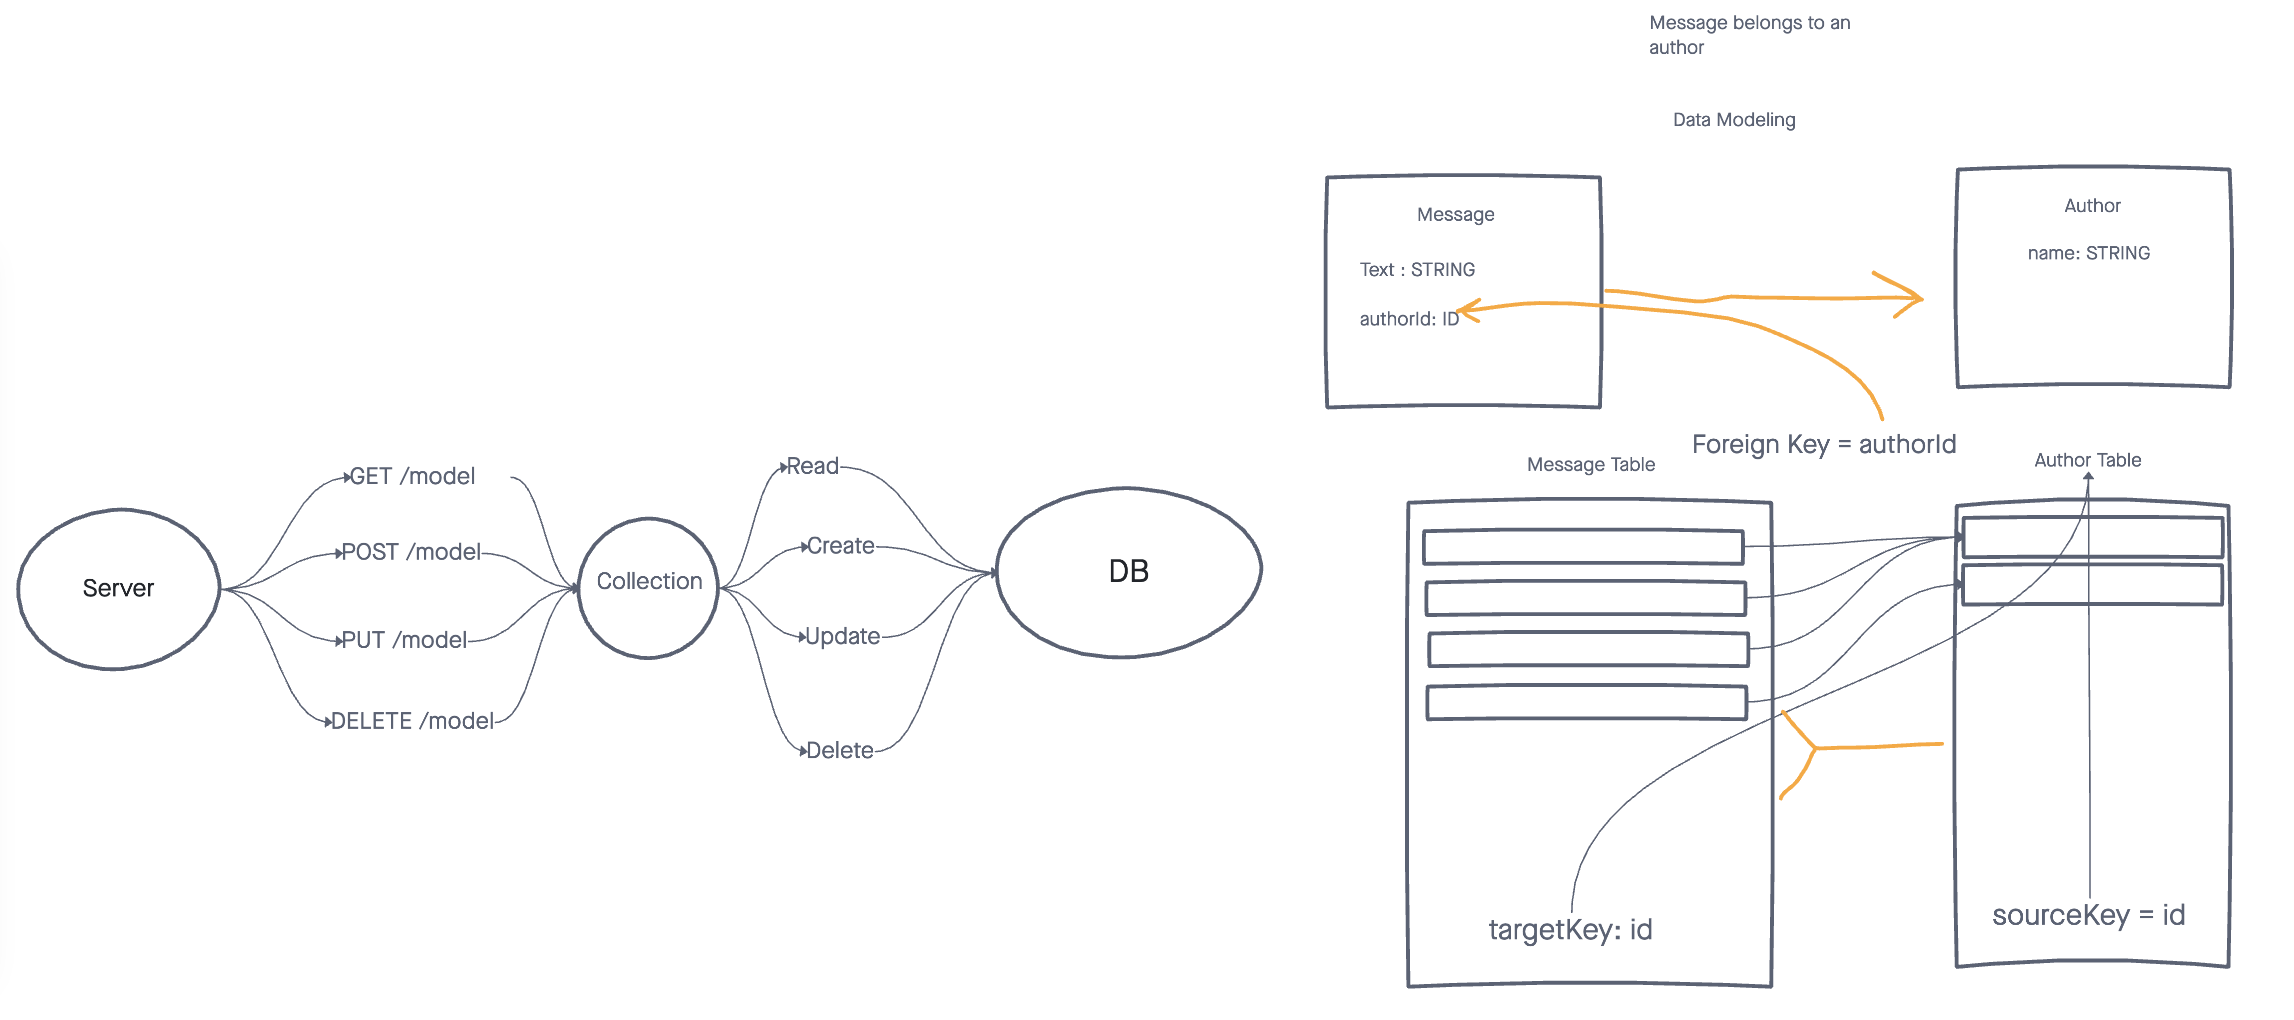 Message belongs to an
author
Data Modeling
Message
Text : STRING
authorId: ID
Author
name: STRING
Foreign Key = authorId
Message Table
Author Table
targetKey: id
sourceKey = id
Server
GET /model
POST /model
PUT /model
DELETE /model
Collection
Read
Create
Update
Delete
DB